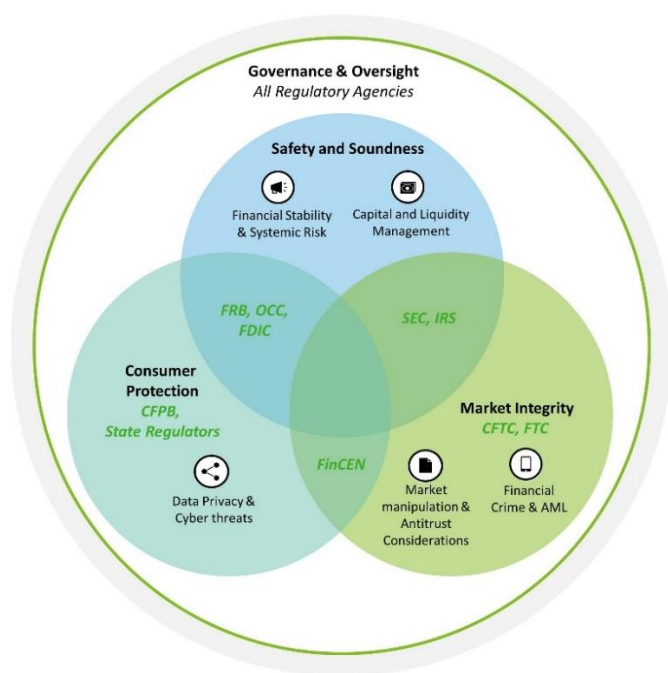 Governance & Oversight
All Regulatory Agencies
Safety and Soundness
Financial Stability
& Systemic Risk
Capital and Liquidity
Management
FRB, OCC,
FDIC
SEC, IRS
Consumer
Protection
CFPB,
State Regulators
Market Integrity
CFTC, FTC
FinCEN
Data Privacy &
Cyber threats
Market
manipulation &
Antitrust
Considerations
Financial
Crime & AML